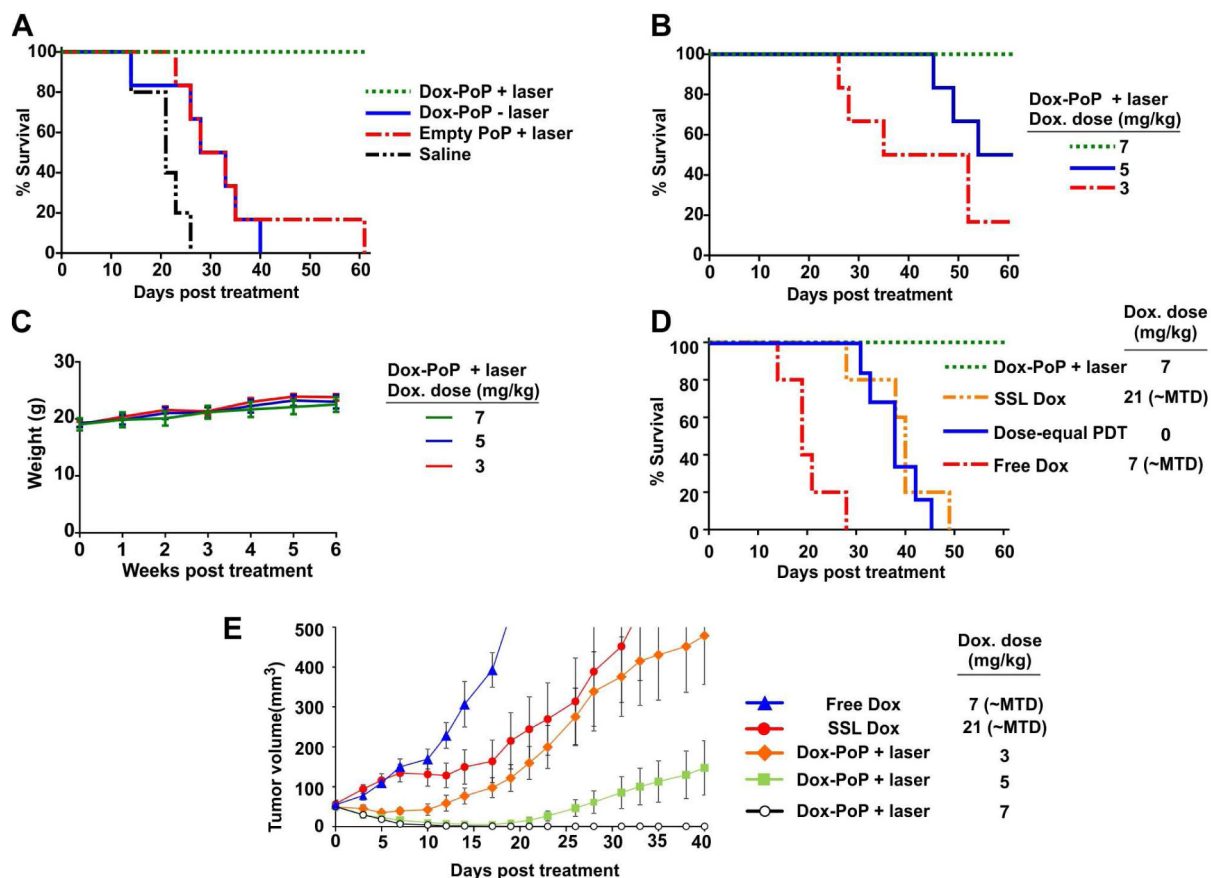 A
% Survival
100
80
60
40
20
0
0 10 20 30 40 50 60
Days post treatment
Dox-PoP + laser
Dox-PoP - laser
Empty PoP + laser
Saline
B
% Survival
100
80
60
40
20
0
0 10 20 30 40 50 60
Days post treatment
Dox-PoP + laser
Dox. dose (mg/kg)
7
5
3
C
Weight (g)
30
20
10
0
0 1 2 3 4 5 6
Weeks post treatment
Dox-PoP + laser
Dox. dose (mg/kg)
7
5
3
D
% Survival
100
80
60
40
20
0
0 10 20 30 40 50 60
Days post treatment
Dox. dose
(mg/kg)
Dox-PoP + laser 7
SSL Dox 21 (~MTD)
Dose-equal PDT 0
Free Dox 7 (~MTD)
E
Tumor volume(mm³)
500
400
300
200
100
0
0 5 10 15 20 25 30 35 40
Days post treatment
Dox. dose
(mg/kg)
Free Dox 7 (~MTD)
SSL Dox 21 (~MTD)
Dox-PoP + laser 3
Dox-PoP + laser 5
Dox-PoP + laser 7